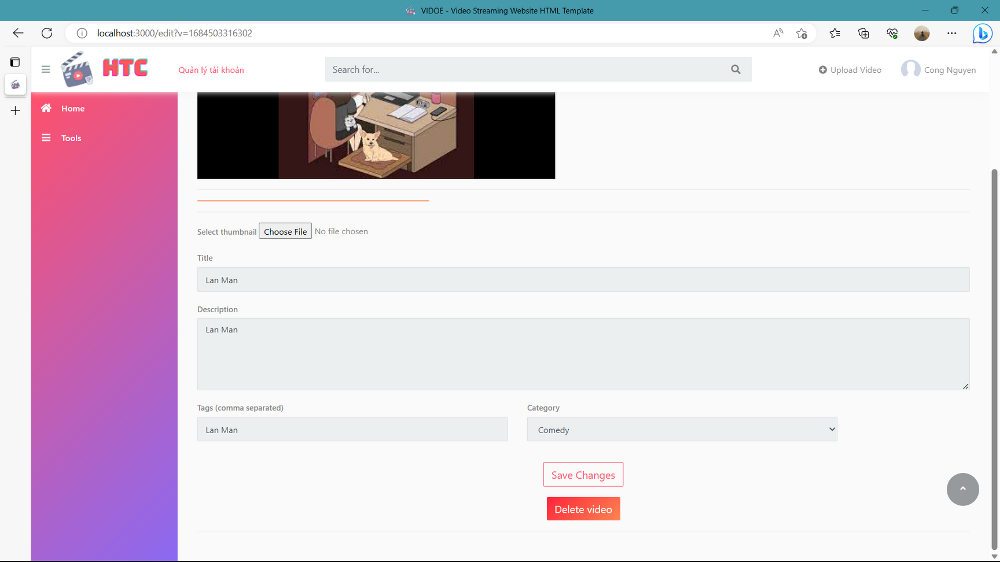 VIDOE - Video Streaming Website HTML Template
localhost:3000/edit?v=1684503316302
HTC
Quản lý tài khoản
Search for...
Upload Video
Cong Nguyen
Home
Tools
Select thumbnail Choose File No file chosen
Title
Lan Man
Description
Lan Man
Tags (comma separated)
Category
Lan Man
Comedy
Save Changes
Delete video